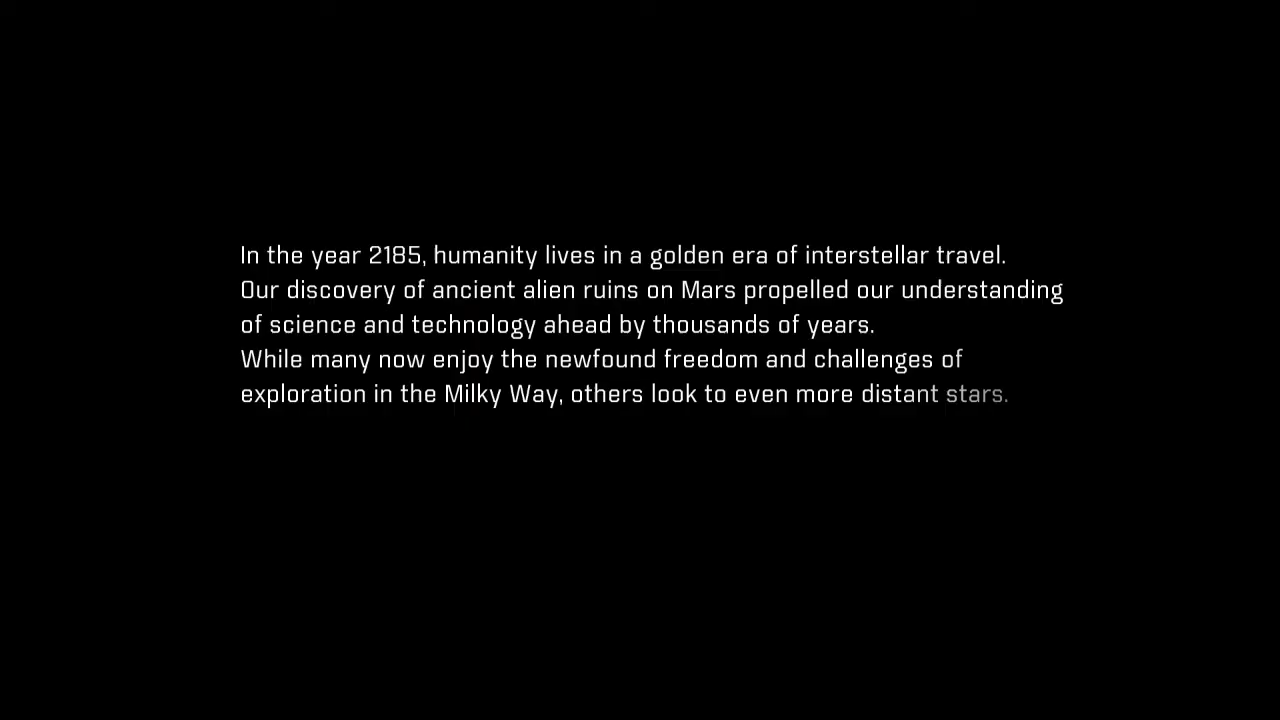 In the year 2185, humanity lives in a golden era of interstellar travel.
Our discovery of ancient alien ruins on Mars propelled our understanding
of science and technology ahead by thousands of years.
While many now enjoy the newfound freedom and challenges of
exploration in the Milky Way, others look to even more distant stars.